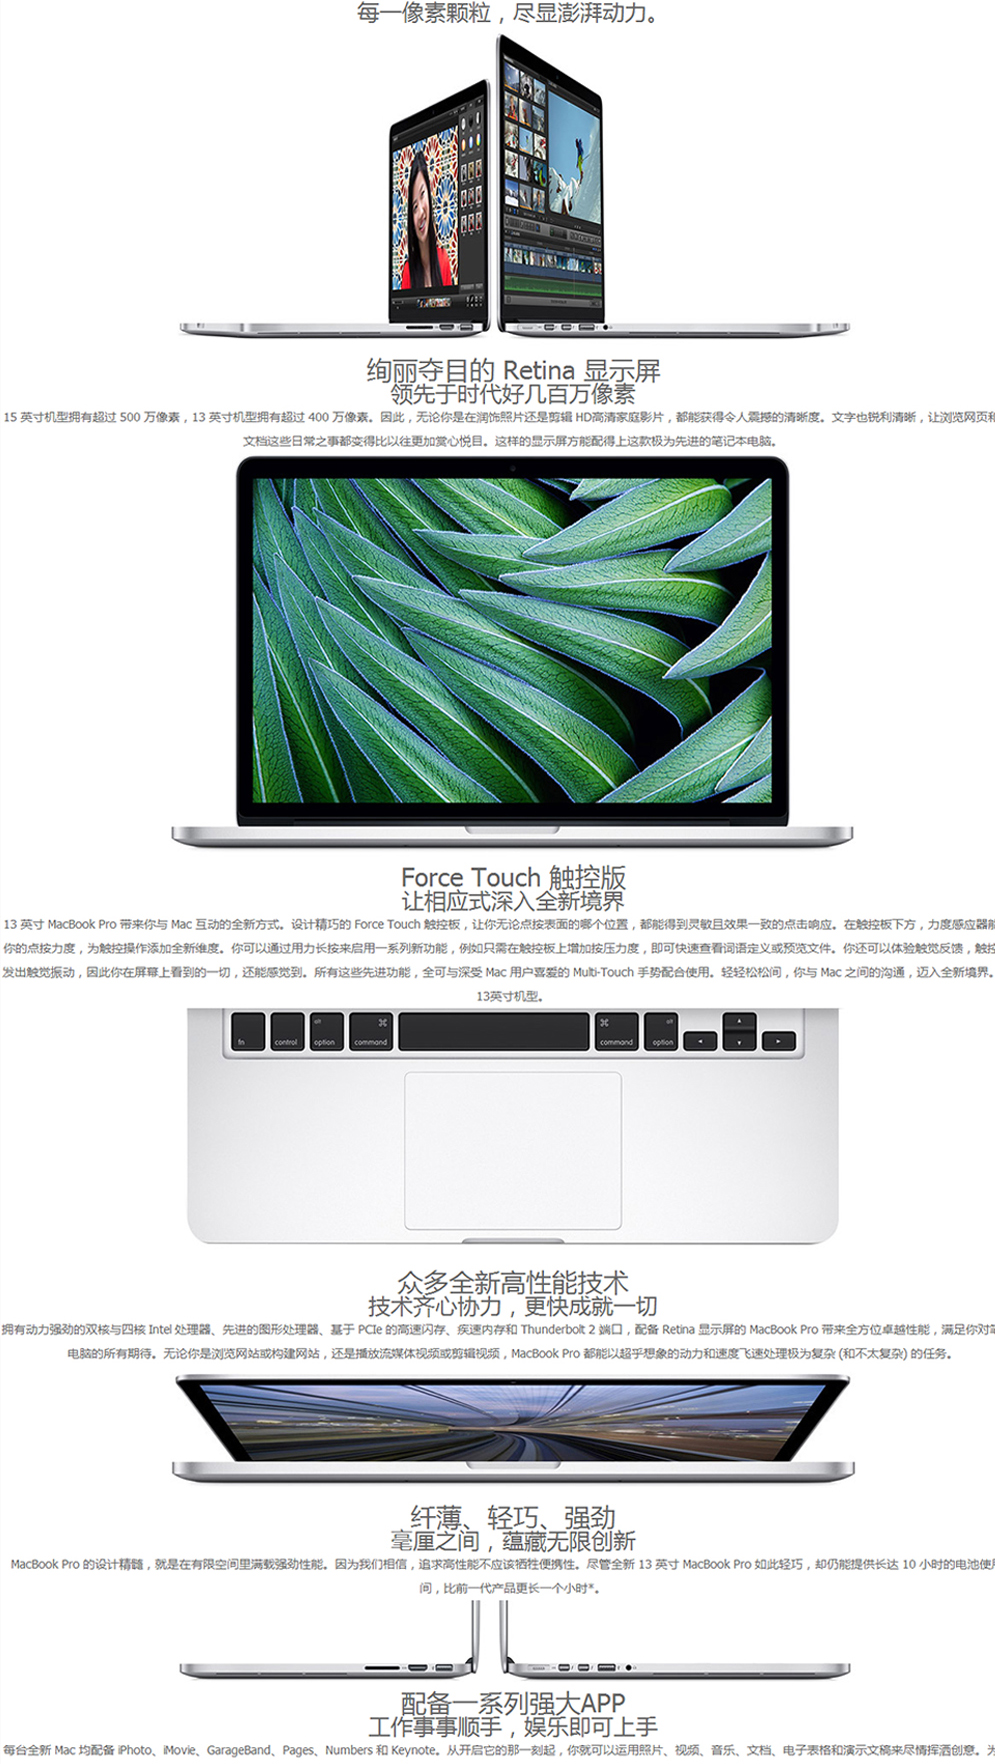 每一像素颗粒，尽显澎湃动力。
绚丽夺目的 Retina 显示屏
领先于时代好几百万像素
15 英寸机型拥有超过 500 万像素，13 英寸机型拥有超过 400 万像素。因此，无论你是在润饰照片还是剪辑 HD高清家庭影片，都能获得令人震撼的清晰度。文字也锐利清晰，让浏览网页和
文档这些日常之事都变得比以往更加赏心悦目。这样的显示屏方能配得上这款极为先进的笔记本电脑。
Force Touch 触控版
让相应式深入全新境界
13 英寸 MacBook Pro 带来你与 Mac 互动的全新方式。设计精巧的 Force Touch 触控板，让你无论点按表面的哪个位置，都能得到灵敏且效果一致的点击响应。在触控板下方，力度感应器能
你的点按力度，为触控操作添加全新维度。你可以通过用力长按来启用一系列新功能，例如只需在触控板上增加按压力度，即可快速查看词语定义或预览文件。你还可以体验触觉反馈，触控
发出触觉振动，因此你在屏幕上看到的一切，还能感觉到。所有这些先进功能，全可与深受 Mac 用户喜爱的 Multi-Touch 手势配合使用。轻轻松松间，你与 Mac 之间的沟通，迈入全新境界。
13英寸机型。
fn control alt option ⌘ command ⌘ command alt option
众多全新高性能技术
技术齐心协力，更快成就一切
拥有动力强劲的双核与四核 Intel 处理器、先进的图形处理器、基于 PCIe 的高速闪存、疾速内存和 Thunderbolt 2 端口，配备 Retina 显示屏的 MacBook Pro 带来全方位卓越性能，满足你对
电脑的所有期待。无论你是浏览网站或构建网站，还是播放流媒体视频或剪辑视频，MacBook Pro 都能以超乎想象的动力和速度飞速处理极为复杂 (和不太复杂) 的任务。
纤薄、轻巧、强劲
毫厘之间，蕴藏无限创新
MacBook Pro 的设计精髓，就是在有限空间里满载强劲性能。因为我们相信，追求高性能不应该牺牲便携性。尽管全新 13 英寸 MacBook Pro 如此轻巧，却仍能提供长达 10 小时的电池使用
间，比前一代产品更长一个小时*。
配备一系列强大APP
工作事事顺手，娱乐即可上手
每台全新 Mac 均配备 iPhoto、iMovie、GarageBand、Pages、Numbers 和 Keynote。从开启它的那一刻起，你就可以运用照片、视频、音乐、文档、电子表格和演示文稿来尽情挥洒创意。